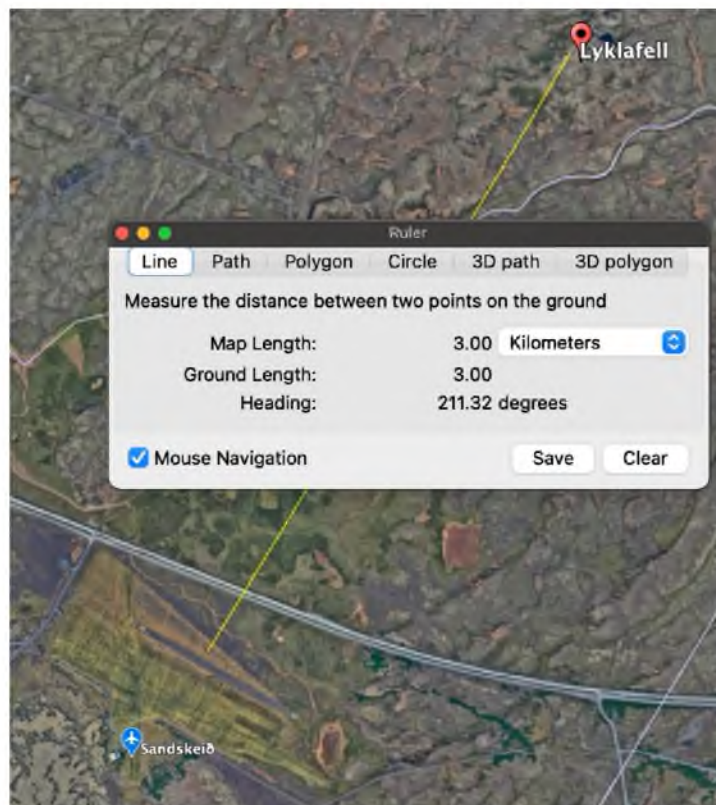 Lyklafell
Ruler
Line Path Polygon Circle 3D path 3D polygon
Measure the distance between two points on the ground
Map Length: 3.00 Kilometers
Ground Length: 3.00
Heading: 211.32 degrees
Mouse Navigation Save Clear
Sandskeið